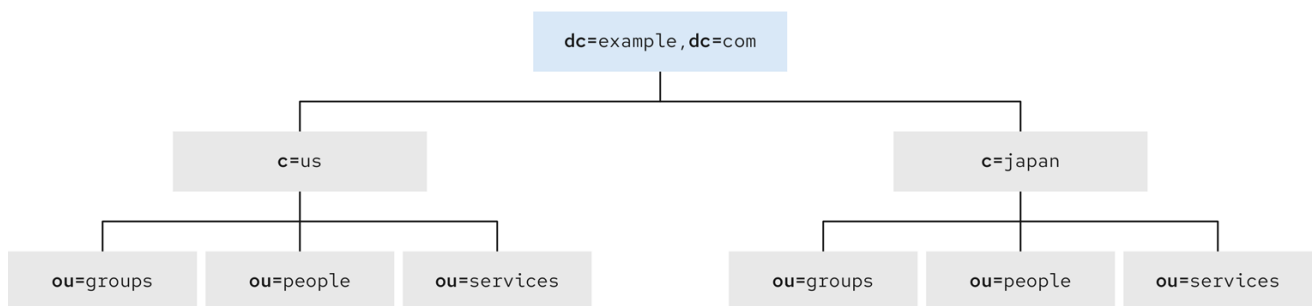 dc=example,dc=com
c=us
c=japan
ou=groups
ou=people
ou=services
ou=groups
ou=people
ou=services